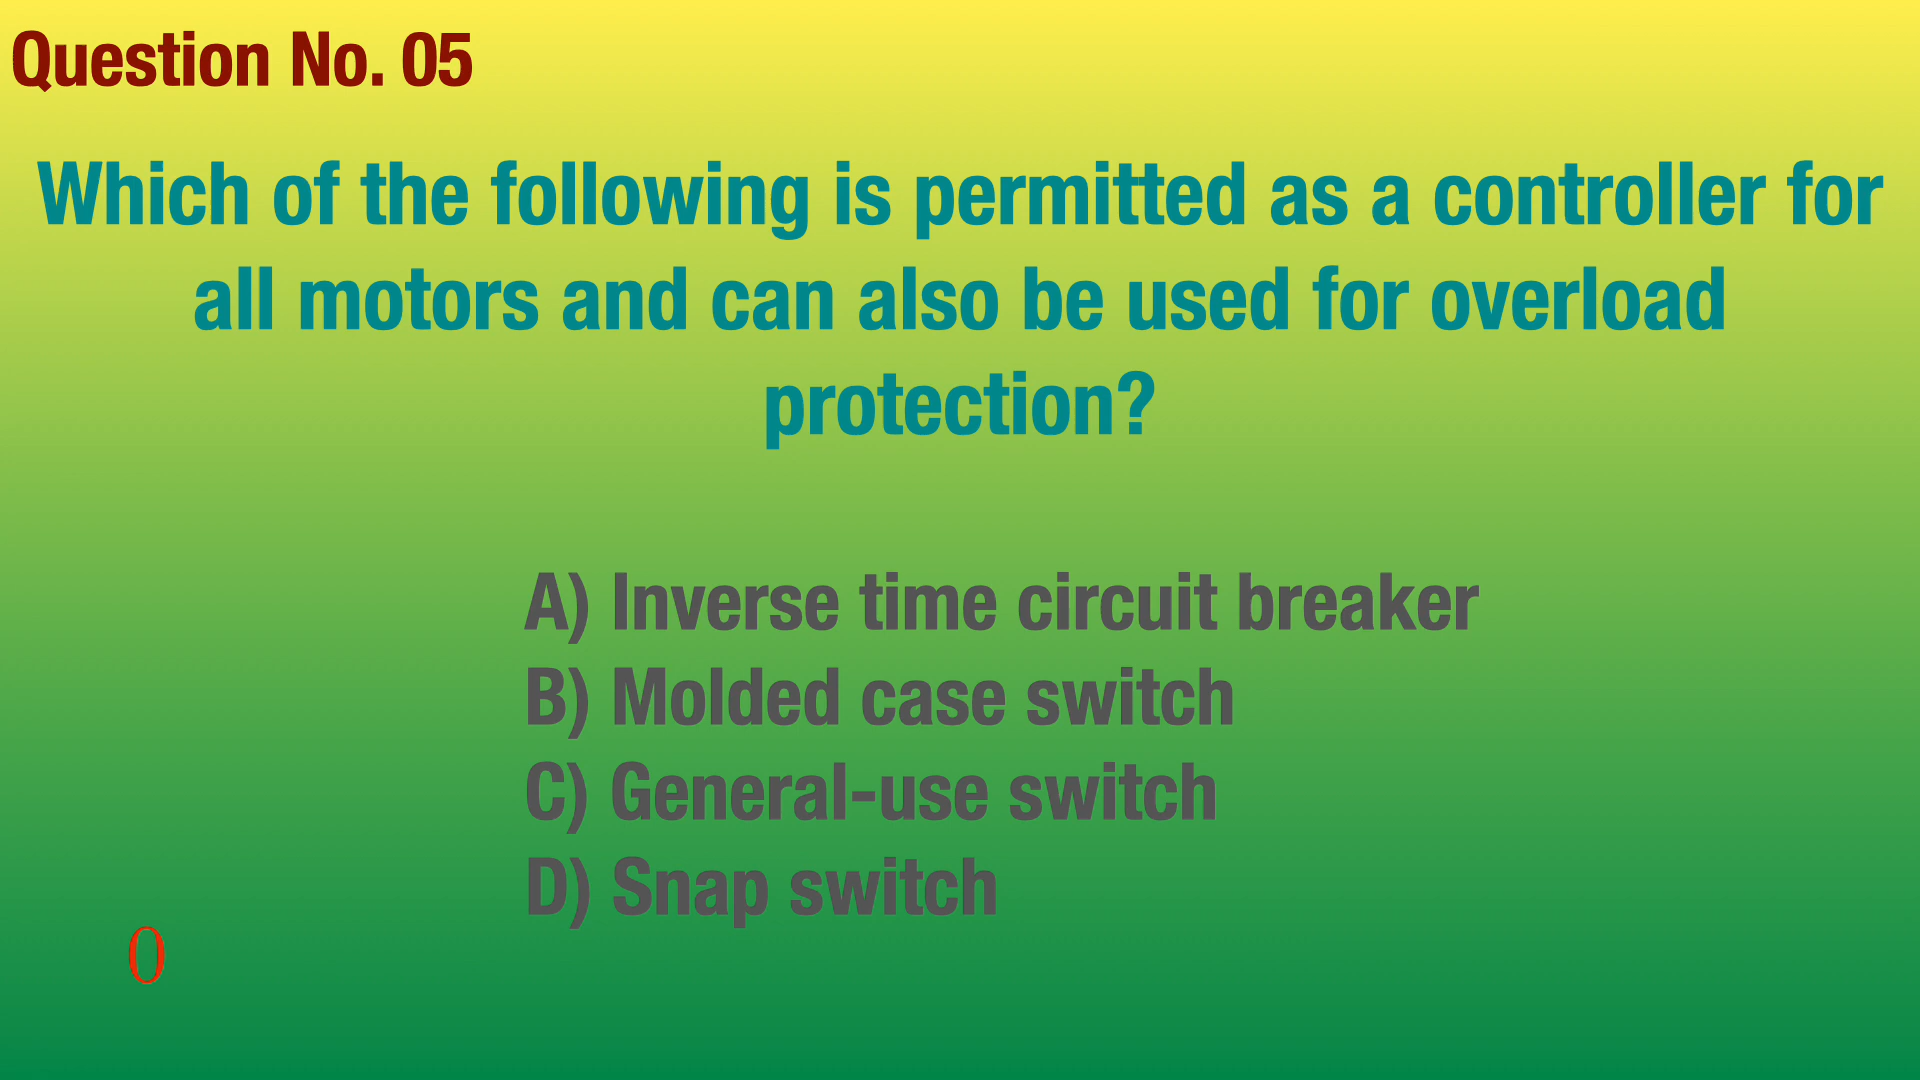 Question No. 05
Which of the following is permitted as a controller for
all motors and can also be used for overload
protection?
A) Inverse time circuit breaker
B) Molded case switch
C) General-use switch
D) Snap switch
0